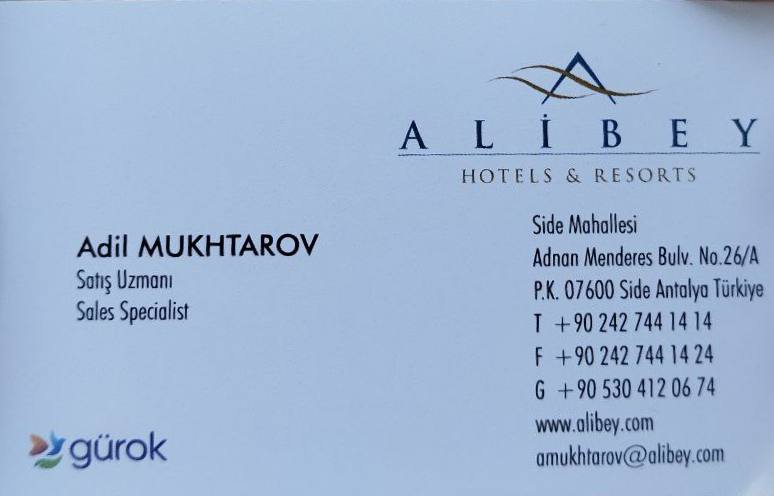 ALİBEY
HOTELS & RESORTS
Adil MUKHTAROV
Satış Uzmanı
Sales Specialist
Side Mahallesi
Adnan Menderes Bulv. No.26/A
P.K. 07600 Side Antalya Türkiye
T +90 242 744 14 14
F +90 242 744 14 24
G +90 530 412 06 74
www.alibey.com
amukhtarov@alibey.com
gürok